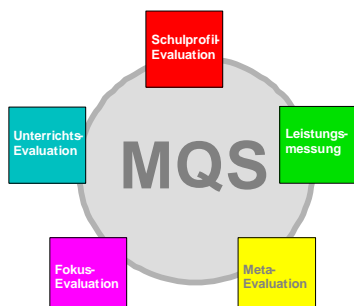 Schulprofil-
Evaluation
Unterrichts-
Evaluation
MQS
Leistungs-
messung
Fokus-
Evaluation
Meta-
Evaluation